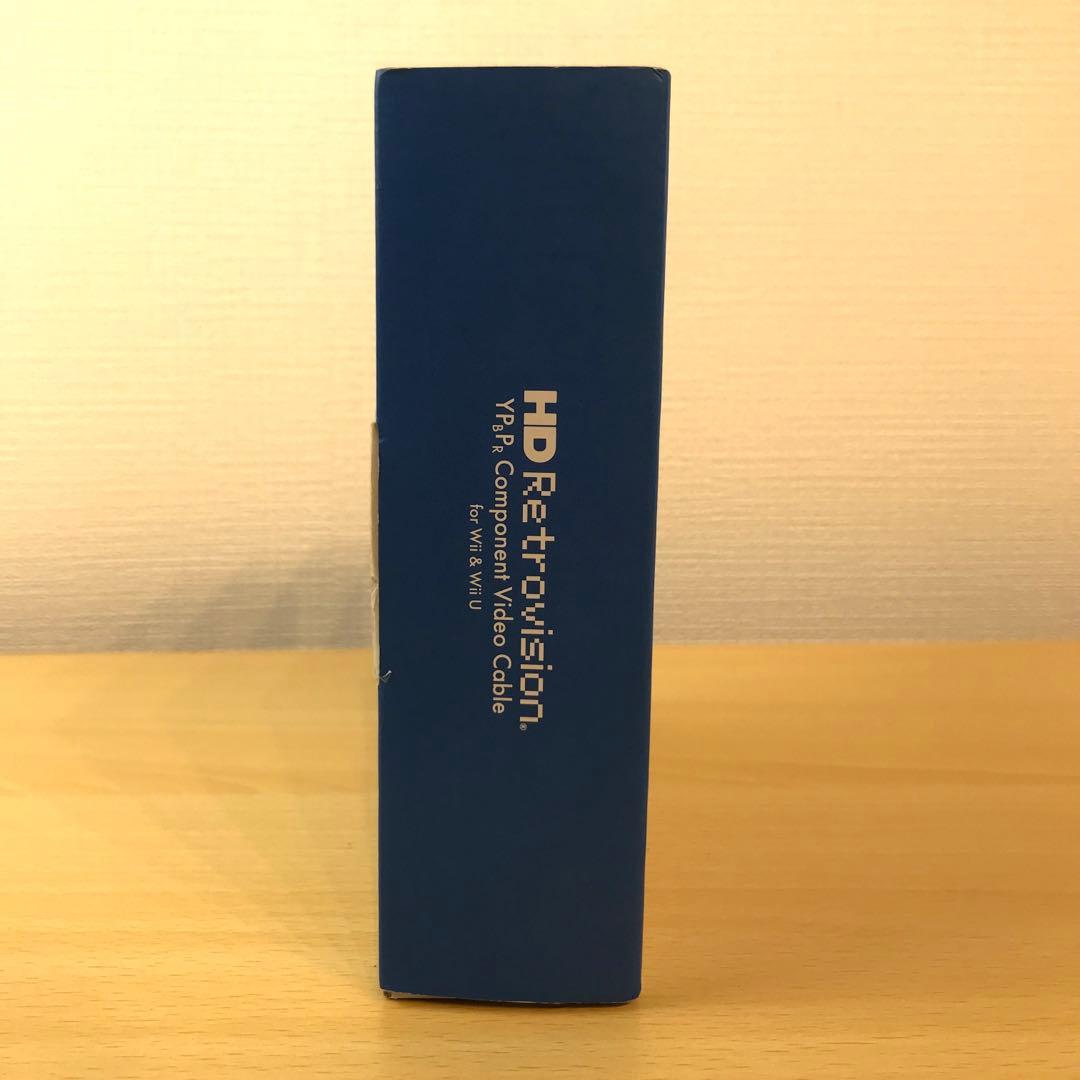 HD Retrovision®
YPBPR Component Video Cable
for Wii & Wii U